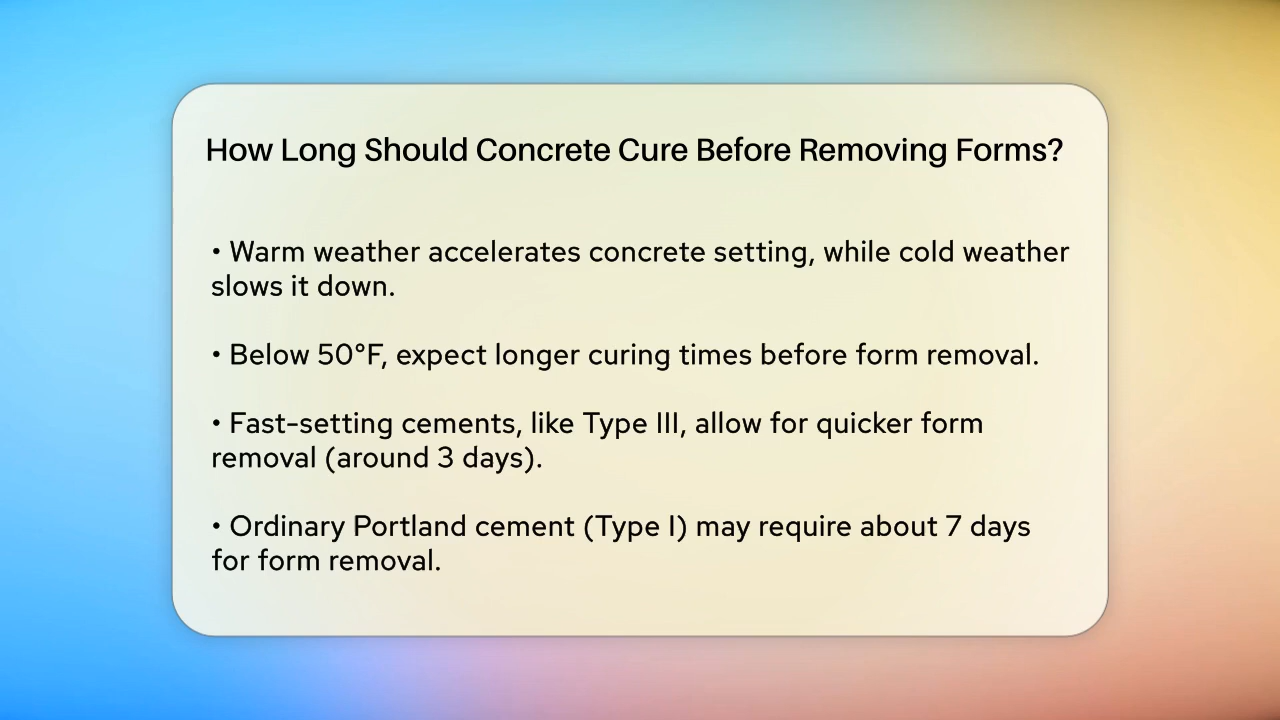 How Long Should Concrete Cure Before Removing Forms?
• Warm weather accelerates concrete setting, while cold weather
slows it down.
• Below 50°F, expect longer curing times before form removal.
• Fast-setting cements, like Type III, allow for quicker form
removal (around 3 days).
• Ordinary Portland cement (Type I) may require about 7 days
for form removal.